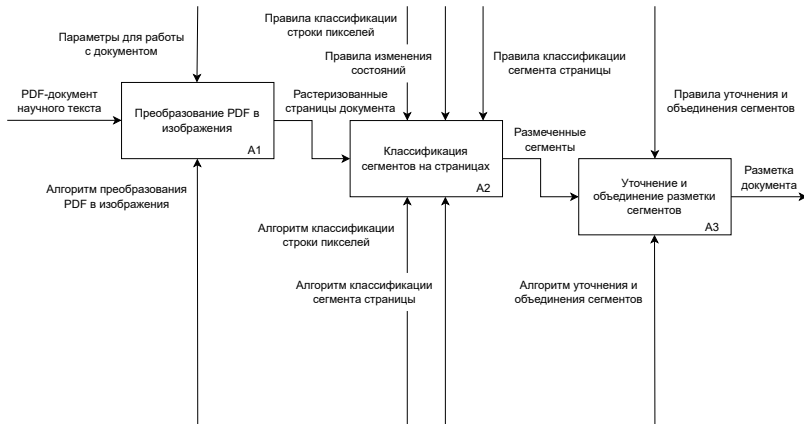 Параметры для работы
с документом
Правила классификации
строки пикселей
Правила изменения
состояний
Правила классификации
сегмента страницы
Правила уточнения и
объединения сегментов
PDF-документ
научного текста
Преобразование PDF в
изображения
A1
Растеризованные
страницы документа
Классификация
сегментов на страницах
A2
Размеченные
сегменты
Уточнение и
объединение разметки
сегментов
A3
Разметка
документа
Алгоритм преобразования
PDF в изображения
Алгоритм классификации
строки пикселей
Алгоритм классификации
сегмента страницы
Алгоритм уточнения и
объединения сегментов